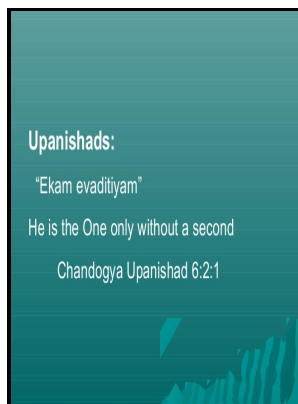 Upanishads:
“Ekam evaditiyam”
He is the One only without a second
Chandogya Upanishad 6:2:1